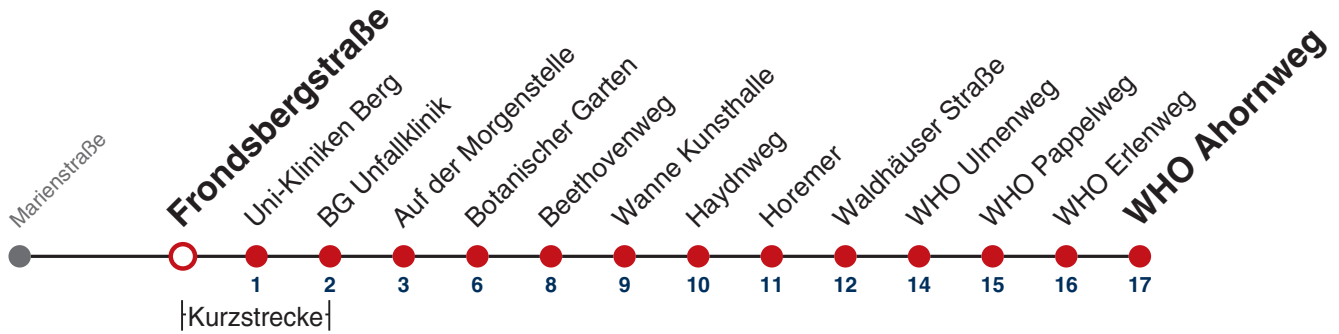 Marienstraße
Frondsbergstraße
Uni-Kliniken Berg
BG Unfallklinik
Auf der Morgenstelle
Botanischer Garten
Beethovenweg
Wanne Kunsthalle
Haydnweg
Horemer
Waldhäuser Straße
WHO Ulmenweg
WHO Pappelweg
WHO Erlenweg
WHO Ahornweg
1 2 3 6 8 9 10 11 12 14 15 16 17
Kurzstrecke